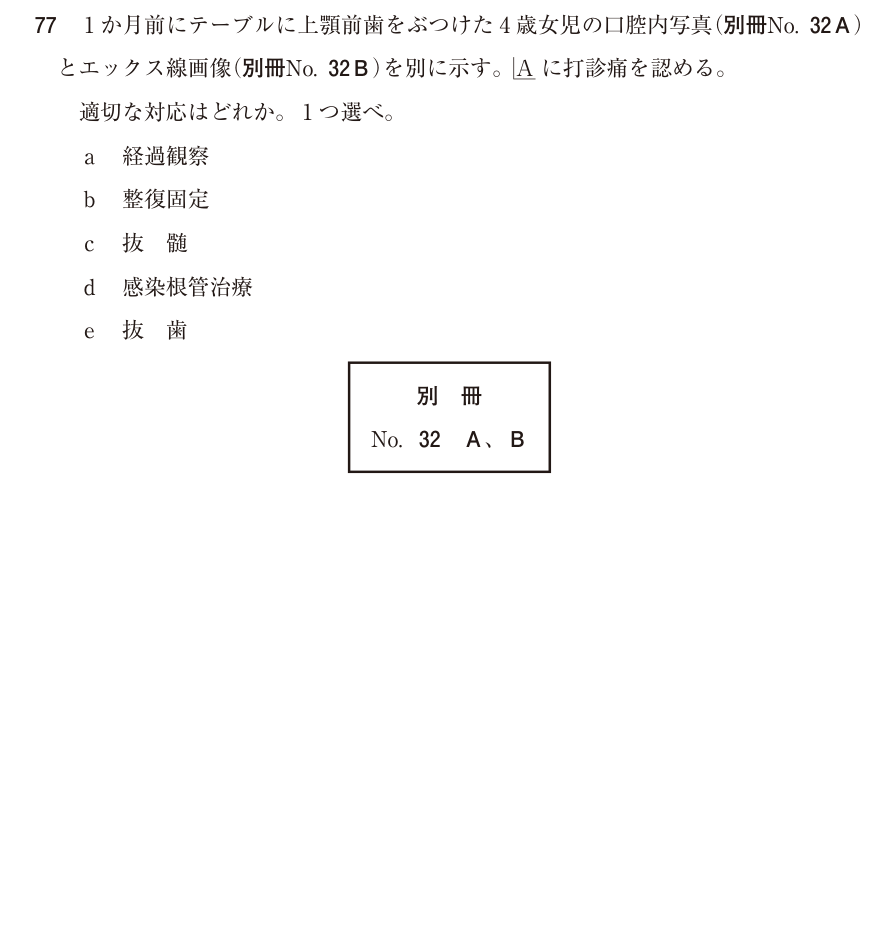 77　１か月前にテーブルに上顎前歯をぶつけた４歳女児の口腔内写真(別冊No. 32 A)
とエックス線画像(別冊No. 32 B)を別に示す。|A に打診痛を認める。
適切な対応はどれか。１つ選べ。
a　経過観察
b　整復固定
c　抜　髄
d　感染根管治療
e　抜　歯
別　冊
No. 32　A、B